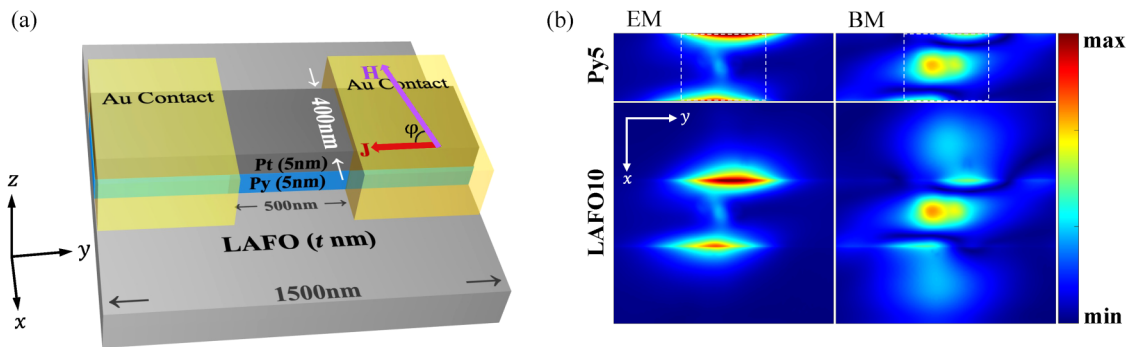 (a)
Au Contact
H
Au Contact
400nm
φ
J
Pt (5nm)
Py (5nm)
500nm
LAFO (t nm)
1500nm
z
y
x
(b)
EM
BM
Py5
LAFO10
y
x
max
min